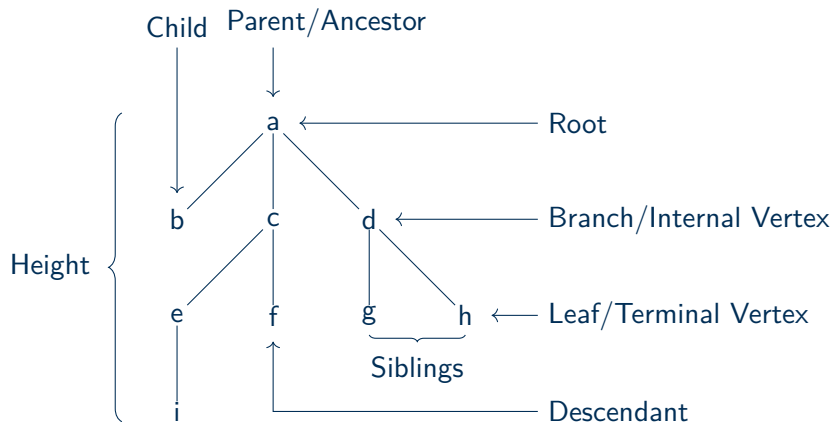 Child Parent/Ancestor
a Root
b c d Branch/Internal Vertex
Height
e f g h Leaf/Terminal Vertex
Siblings
i Descendant